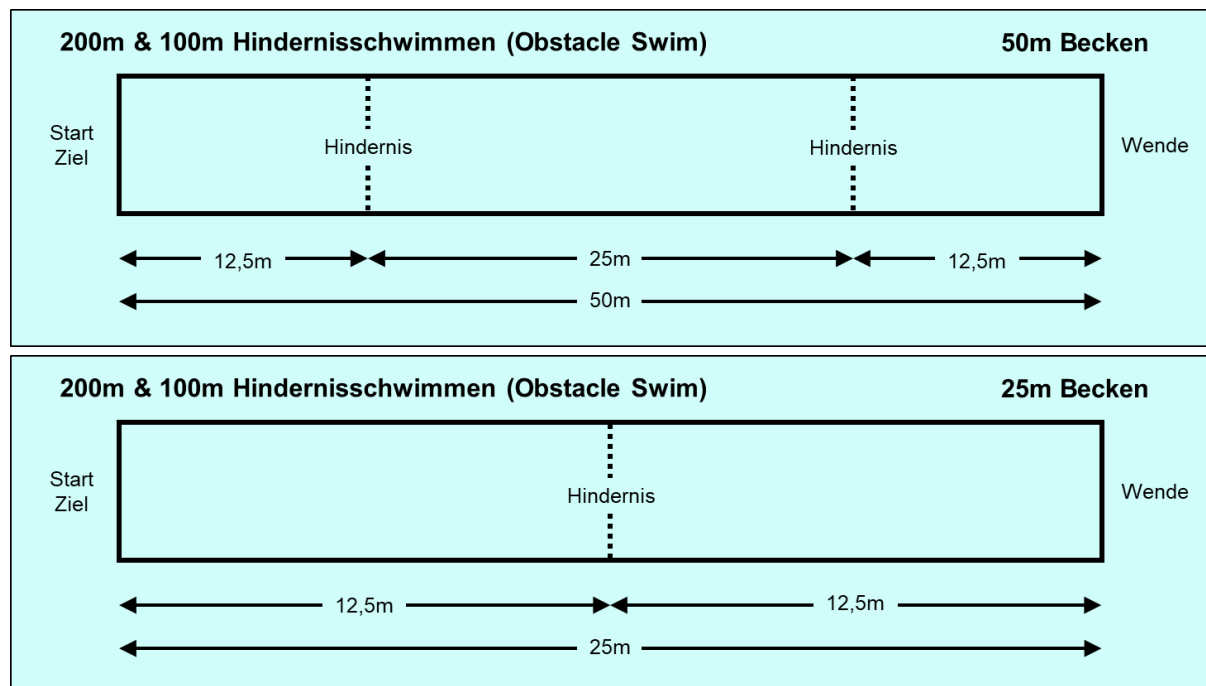 200m & 100m Hindernisschwimmen (Obstacle Swim) 50m Becken
Start
Ziel
Hindernis
Hindernis
Wende
12,5m
25m
12,5m
50m
200m & 100m Hindernisschwimmen (Obstacle Swim) 25m Becken
Start
Ziel
Hindernis
Wende
12,5m
12,5m
25m